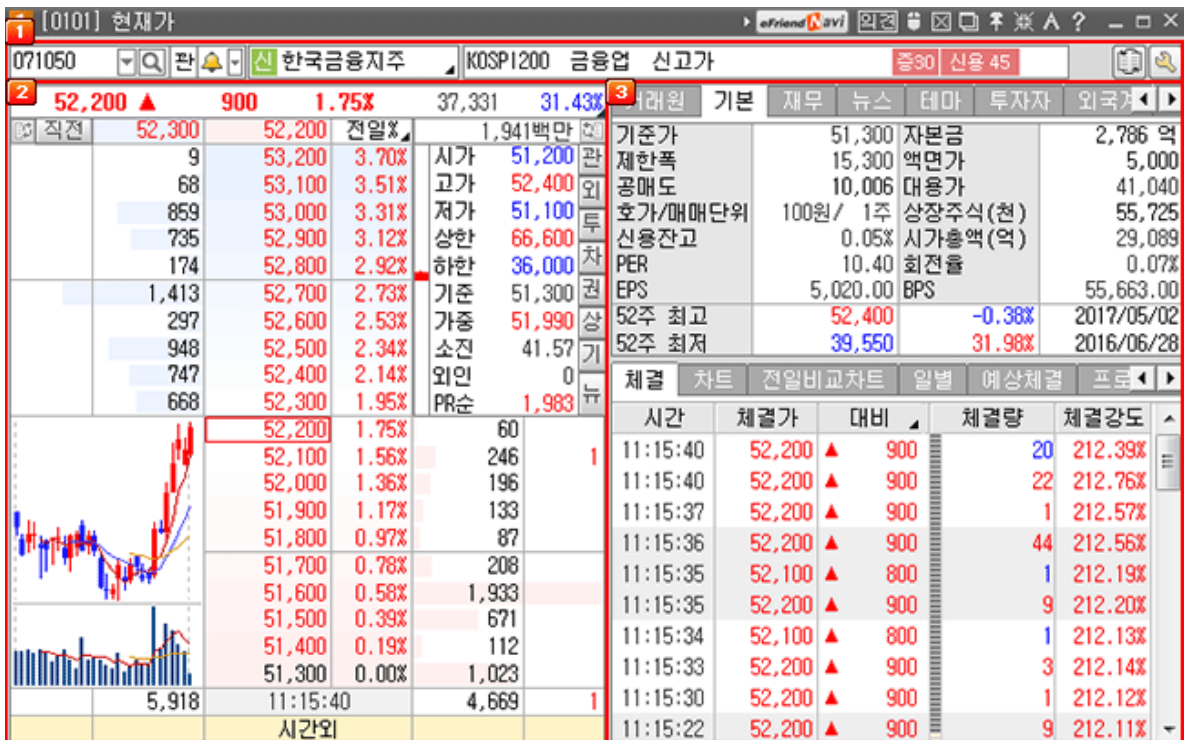 [0101] 현재가 eFriend Navi 의견 A ?
1
071050 관 신 한국금융지주 KOSPI200 금융업 신고가 증30 신용 45
2
52,200 ▲ 900 1.75% 37,331 31.43%
직전 52,300 52,200 전일% 1,941백만
9 53,200 3.70% 시가 51,200 관
68 53,100 3.51% 고가 52,400 외
859 53,000 3.31% 저가 51,100 투
735 52,900 3.12% 상한 66,600 차
174 52,800 2.92% 하한 36,000
1,413 52,700 2.73% 기준 51,300 권
297 52,600 2.53% 가중 51,990 상
948 52,500 2.34% 소진 41.57 기
747 52,400 2.14% 외인 0 뉴
668 52,300 1.95% PR순 1,983
52,200 1.75% 60
52,100 1.56% 246 1
52,000 1.36% 196
51,900 1.17% 133
51,800 0.97% 87
51,700 0.78% 208
51,600 0.58% 1,933
51,500 0.39% 671
51,400 0.19% 112
51,300 0.00% 1,023
5,918 11:15:40 4,669 1
시간외
3
래원 기본 재무 뉴스 테마 투자자 외국
기준가 51,300 자본금 2,786 억
제한폭 15,300 액면가 5,000
공매도 10,006 대용가 41,040
호가/매매단위 100원/ 1주 상장주식(천) 55,725
신용잔고 0.05% 시가총액(억) 29,089
PER 10.40 회전율 0.07%
EPS 5,020.00 BPS 55,663.00
52주 최고 52,400 -0.38% 2017/05/02
52주 최저 39,550 31.98% 2016/06/28
체결 차트 전일비교차트 일별 예상체결 프로
시간 체결가 대비 체결량 체결강도
11:15:40 52,200 ▲ 900 20 212.39%
11:15:40 52,200 ▲ 900 22 212.76%
11:15:37 52,200 ▲ 900 1 212.57%
11:15:36 52,200 ▲ 900 44 212.56%
11:15:35 52,100 ▲ 800 1 212.19%
11:15:35 52,200 ▲ 900 9 212.20%
11:15:34 52,100 ▲ 800 1 212.13%
11:15:33 52,200 ▲ 900 3 212.14%
11:15:30 52,200 ▲ 900 1 212.12%
11:15:22 52,200 ▲ 900 9 212.11%